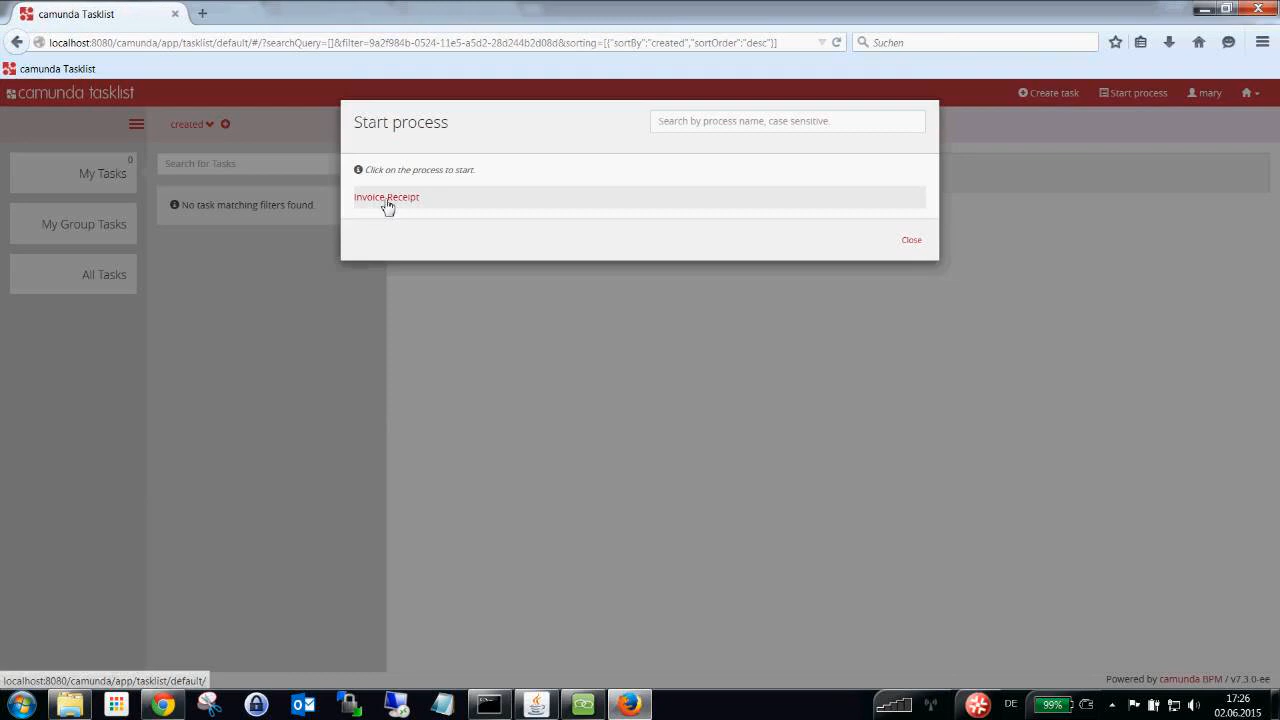 camunda Tasklist
localhost:8080/camunda/app/tasklist/default/#/?searchQuery=[]&filter=9a2f984b-0524-11e5-a5d2-28d244b2d08d&sorting=[{"sortBy":"created","sortOrder":"desc"}]
Suchen
camunda Tasklist
camunda tasklist
Create task
Start process
mary
created
Start process
Search by process name, case sensitive.
0
My Tasks
Search for Tasks
Click on the process to start.
Invoice Receipt
No task matching filters found.
My Group Tasks
Close
All Tasks
localhost:8080/camunda/app/tasklist/default/
Powered by camunda BPM / v7.3.0-ee
DE
99%
17:26
02.06.2015